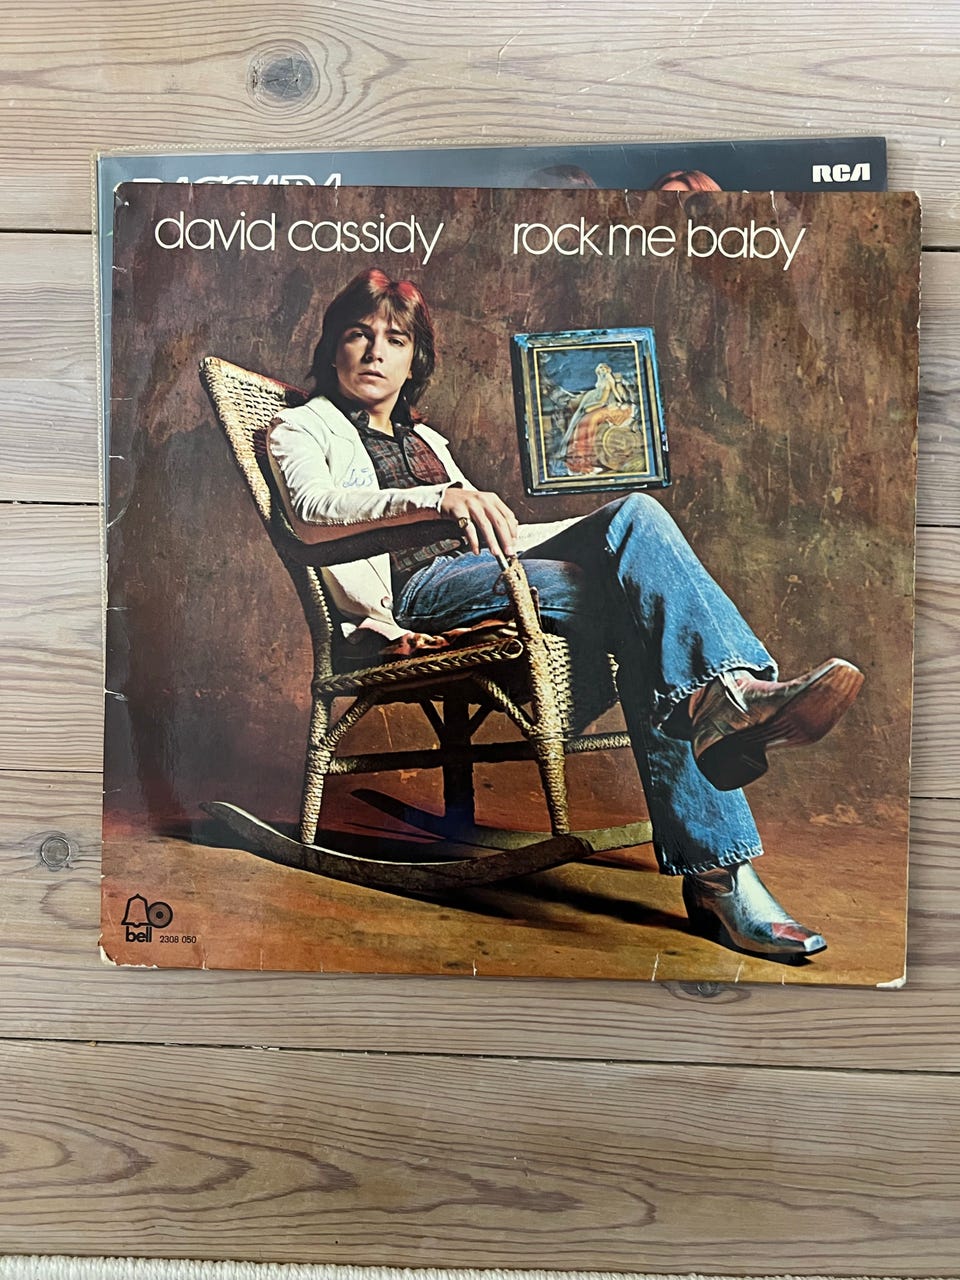 RCA
david cassidy rock me baby
bell 2308 050